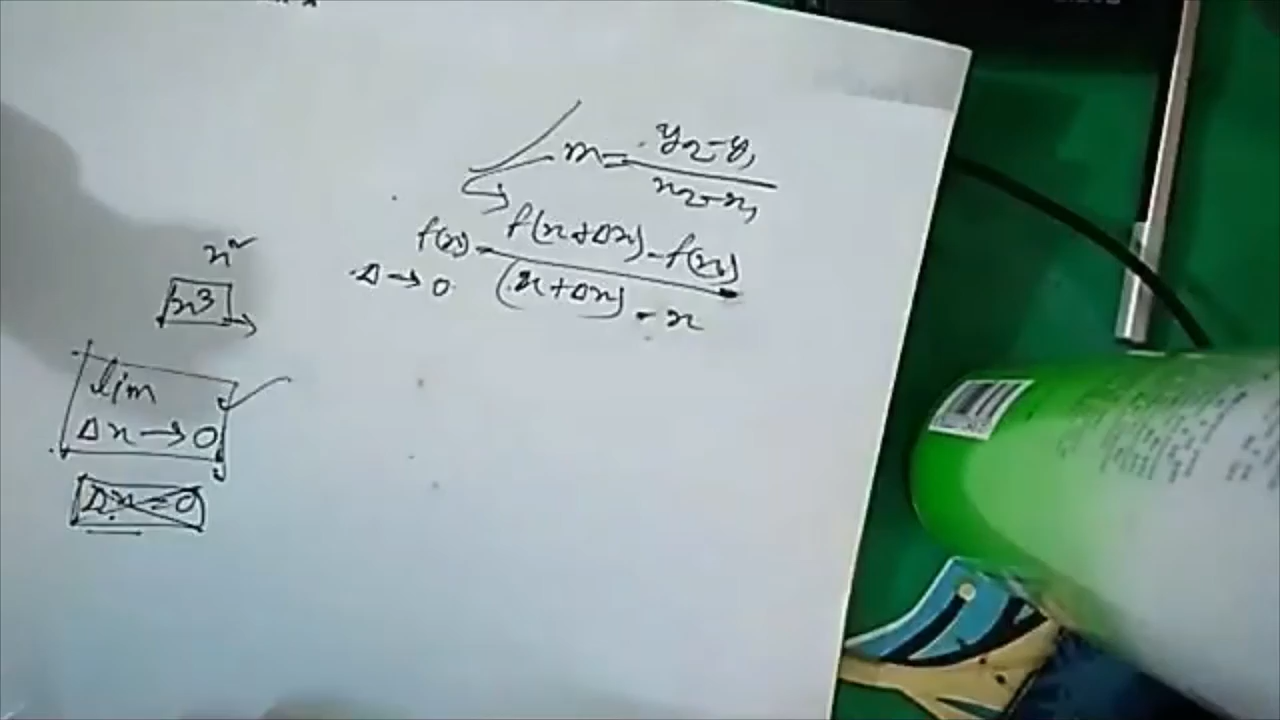 m = y₂-y₁ / x₂-x₁
f(x) = f(x+Δx) - f(x) / (x+Δx) - x
Δ → 0
x²
x³
lim
Δx → 0
Δx = 0